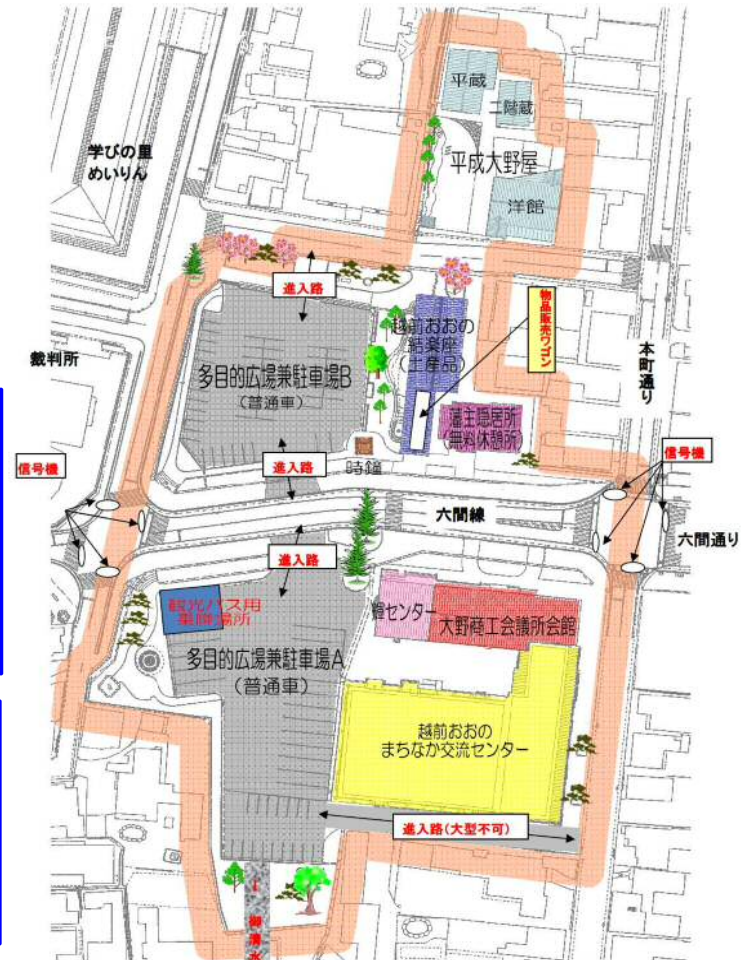 平蔵
二階蔵
学びの里
めいりん
平成大野屋
洋館
進入路
物品販売ワゴン
越前おおの
結楽座
(土産品)
本町通り
裁判所
多目的広場兼駐車場B
(普通車)
藩主隠居所
(無料休憩所)
信号機
進入路
時鐘
信号機
六間線
六間通り
進入路
観光バス用
乗降場所
輝センター
大野商工会議所会館
多目的広場兼駐車場A
(普通車)
越前おおの
まちなか交流センター
進入路(大型不可)
↓御清水